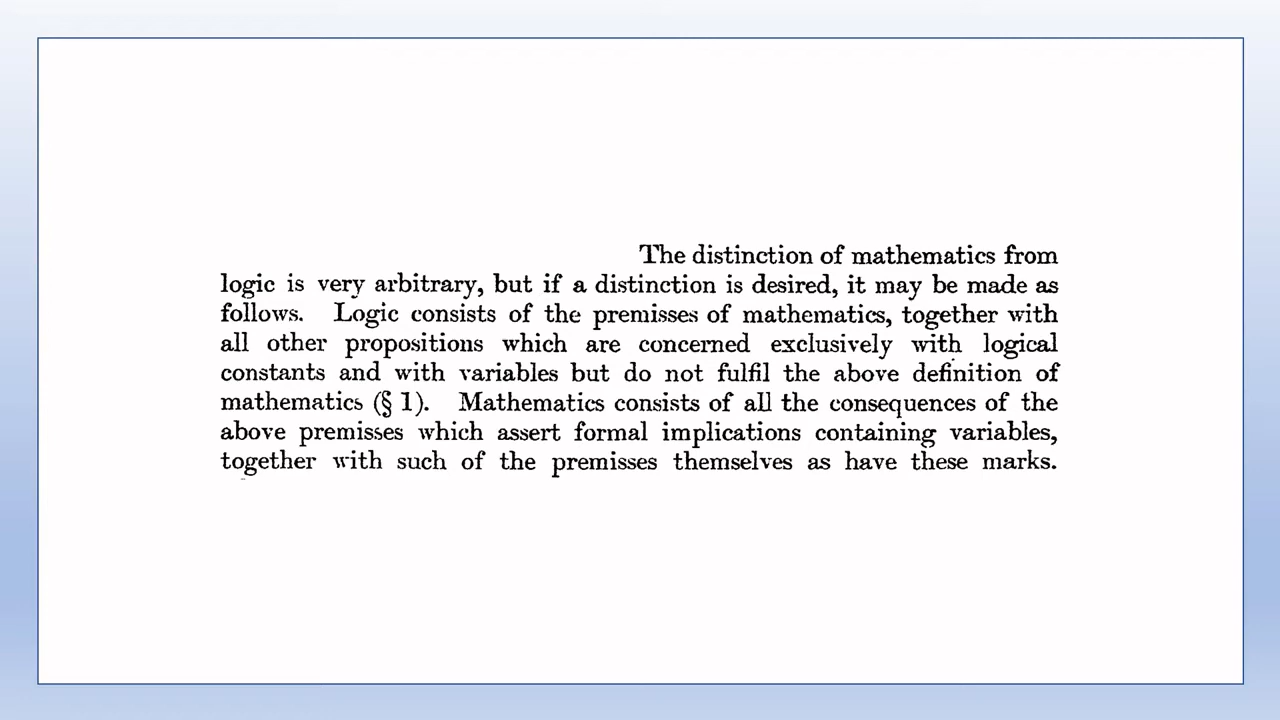 The distinction of mathematics from
logic is very arbitrary, but if a distinction is desired, it may be made as
follows. Logic consists of the premisses of mathematics, together with
all other propositions which are concerned exclusively with logical
constants and with variables but do not fulfil the above definition of
mathematics (§ 1). Mathematics consists of all the consequences of the
above premisses which assert formal implications containing variables,
together with such of the premisses themselves as have these marks.